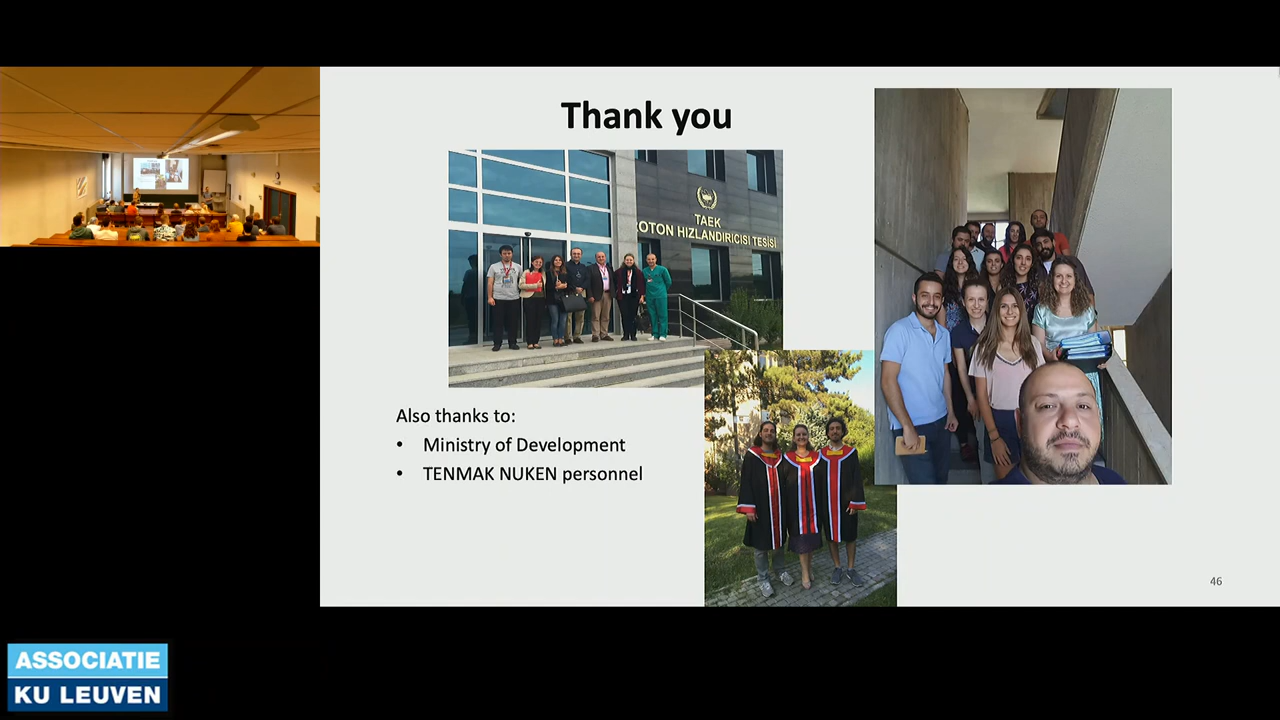 Thank you
TAEK
OTON HIZLANDIRICISI TESİSİ
Also thanks to:
• Ministry of Development
• TENMAK NUKEN personnel
46
ASSOCIATIE
KU LEUVEN